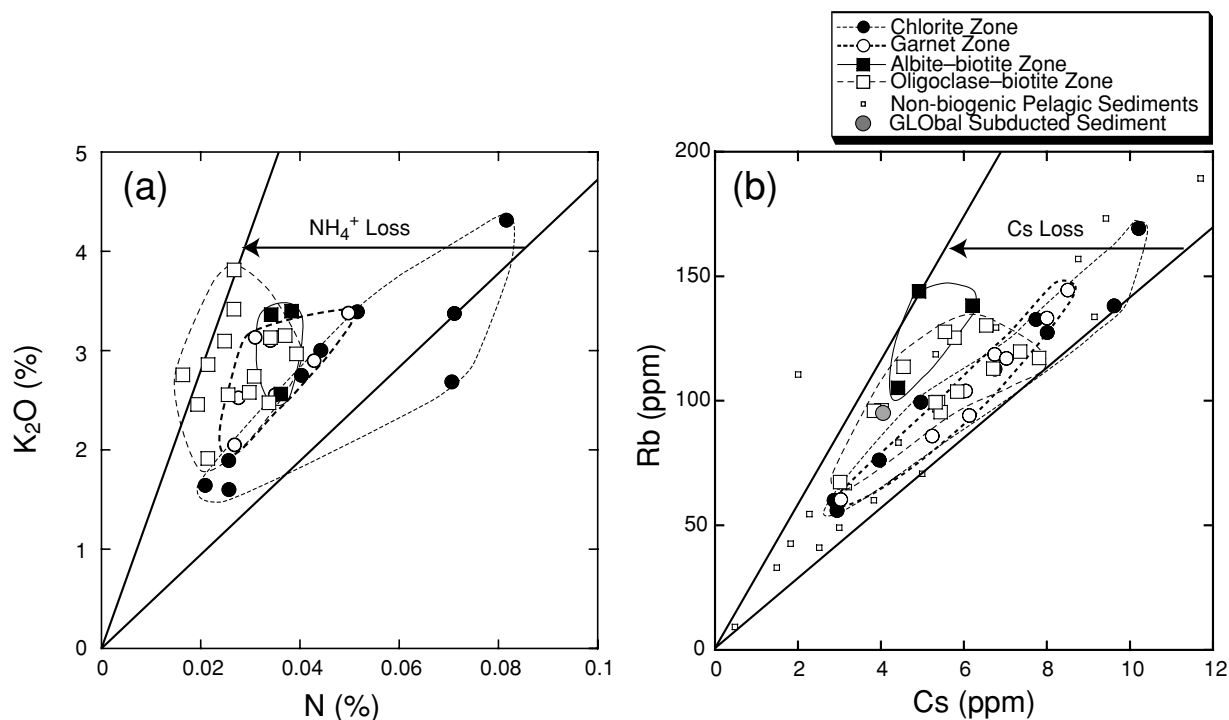 Chlorite Zone
Garnet Zone
Albite–biotite Zone
Oligoclase–biotite Zone
Non-biogenic Pelagic Sediments
GLObal Subducted Sediment
(a)
NH₄⁺ Loss
K₂O (%)
5
4
3
2
1
0
0
0.02
0.04
0.06
0.08
0.1
N (%)
(b)
Cs Loss
Rb (ppm)
200
150
100
50
0
0
2
4
6
8
10
12
Cs (ppm)